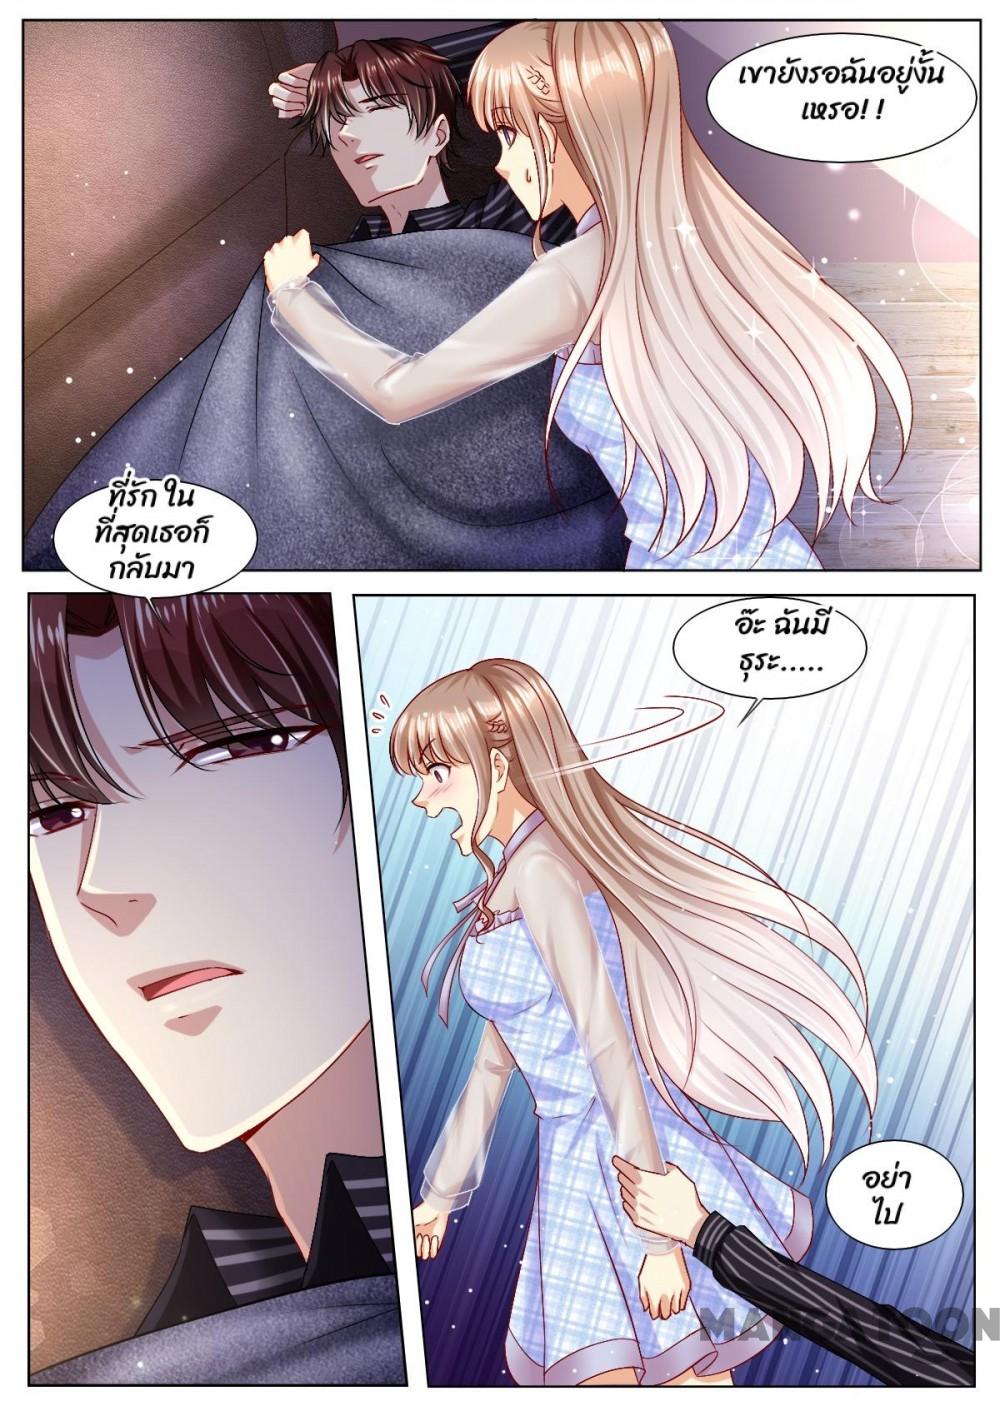 เขายังรอฉันอยู่งั้น
เหรอ!!
ที่รัก ใน
ที่สุดเธอก็
กลับมา
อ๊ะ ฉันมี
ธุระ.....
อย่า
ไป
MANGATOON